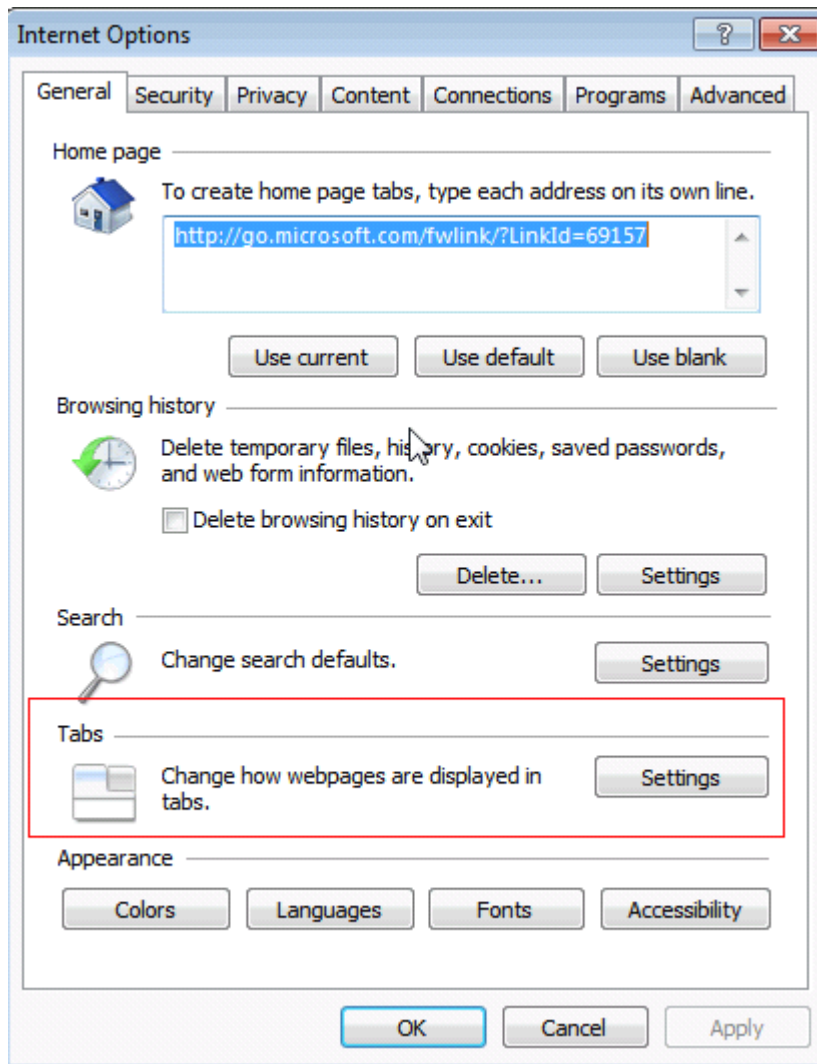 Internet Options
General Security Privacy Content Connections Programs Advanced
Home page
To create home page tabs, type each address on its own line.
http://go.microsoft.com/fwlink/?LinkId=69157
Use current Use default Use blank
Browsing history
Delete temporary files, history, cookies, saved passwords,
and web form information.
Delete browsing history on exit
Delete... Settings
Search
Change search defaults. Settings
Tabs
Change how webpages are displayed in Settings
tabs.
Appearance
Colors Languages Fonts Accessibility
OK Cancel Apply